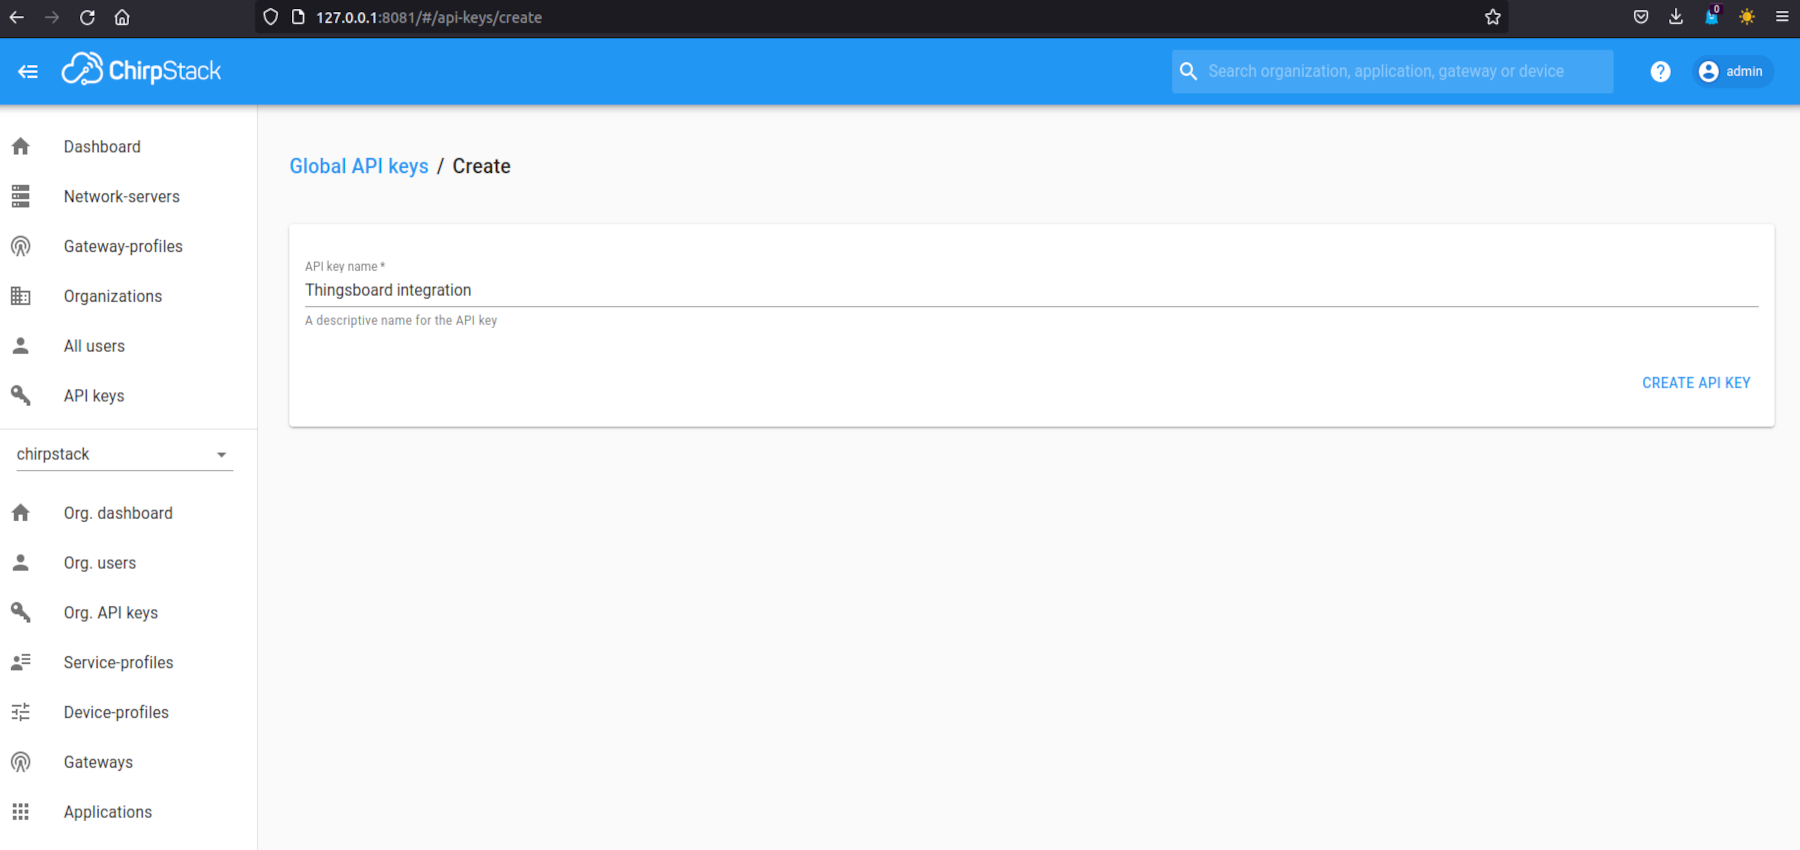 127.0.0.1:8081/#/api-keys/create
0
ChirpStack
Search organization, application, gateway or device
?
admin
Dashboard
Network-servers
Gateway-profiles
Organizations
All users
API keys
chirpstack
Org. dashboard
Org. users
Org. API keys
Service-profiles
Device-profiles
Gateways
Applications
Global API keys / Create
API key name *
Thingsboard integration
A descriptive name for the API key
CREATE API KEY